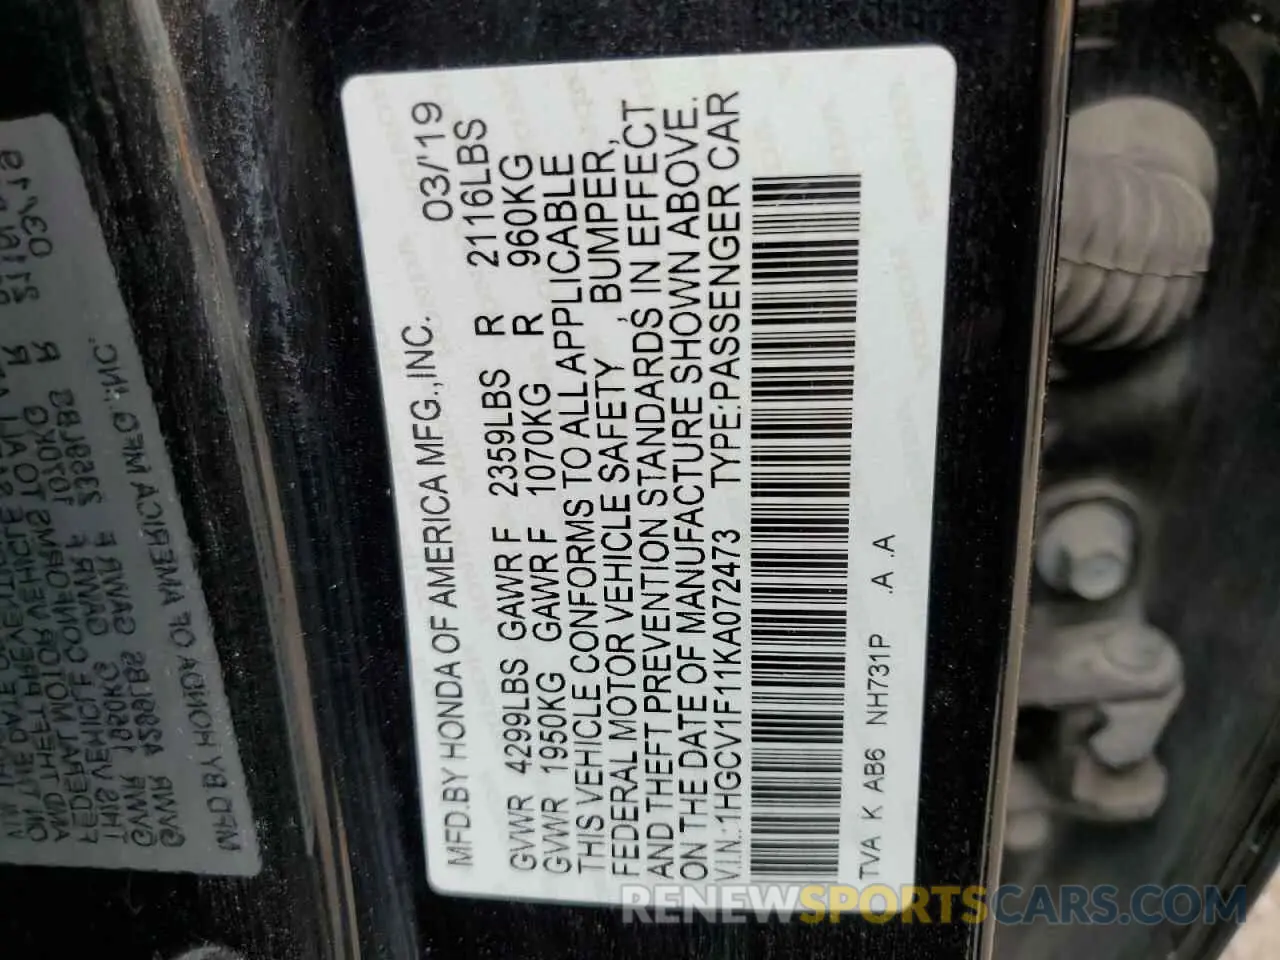 MFD.BY HONDA OF AMERICA MFG.,INC. 03/'19
GVWR 4299LBS GAWR F 2359LBS R 2116LBS
GVWR 1950KG GAWR F 1070KG R 960KG
THIS VEHICLE CONFORMS TO ALL APPLICABLE
FEDERAL MOTOR VEHICLE SAFETY, BUMPER,
AND THEFT PREVENTION STANDARDS IN EFFECT
ON THE DATE OF MANUFACTURE SHOWN ABOVE.
V.I.N.:1HGCV1F11KA072473 TYPE:PASSENGER CAR
TVA K AB6 NH731P .A .A
RENEWSPORTSCARS.COM